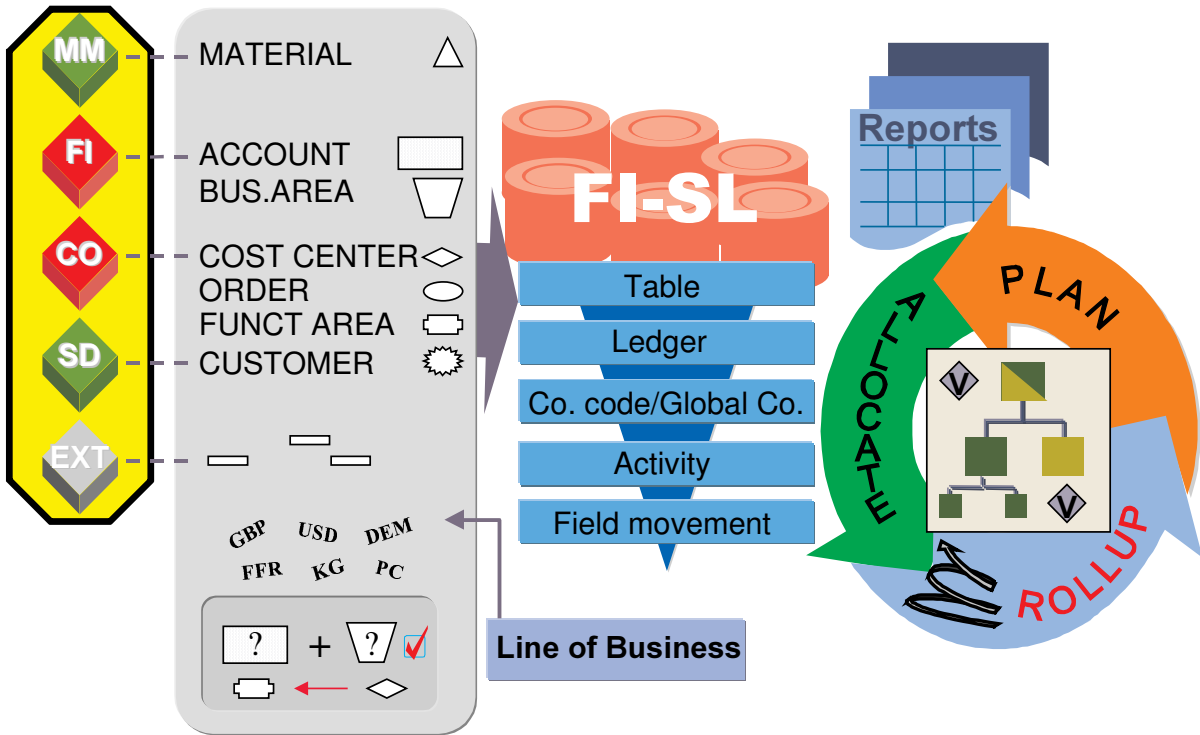 MM
MATERIAL
FI
ACCOUNT
BUS.AREA
CO
COST CENTER
ORDER
FUNCT AREA
SD
CUSTOMER
EXT
GBP USD DEM
FFR KG PC
? + ?
Line of Business
FI-SL
Table
Ledger
Co. code/Global Co.
Activity
Field movement
Reports
PLAN
ALLOCATE
ROLLUP
V
V